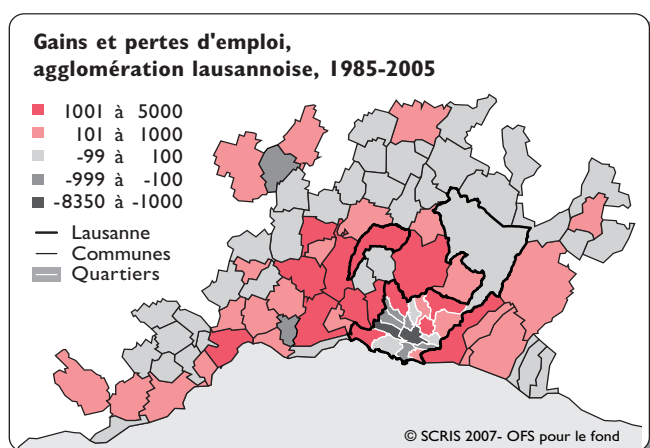 Gains et pertes d'emploi,
agglomération lausannoise, 1985-2005
1001 à 5000
101 à 1000
-99 à 100
-999 à -100
-8350 à -1000
Lausanne
Communes
Quartiers
© SCRIS 2007- OFS pour le fond